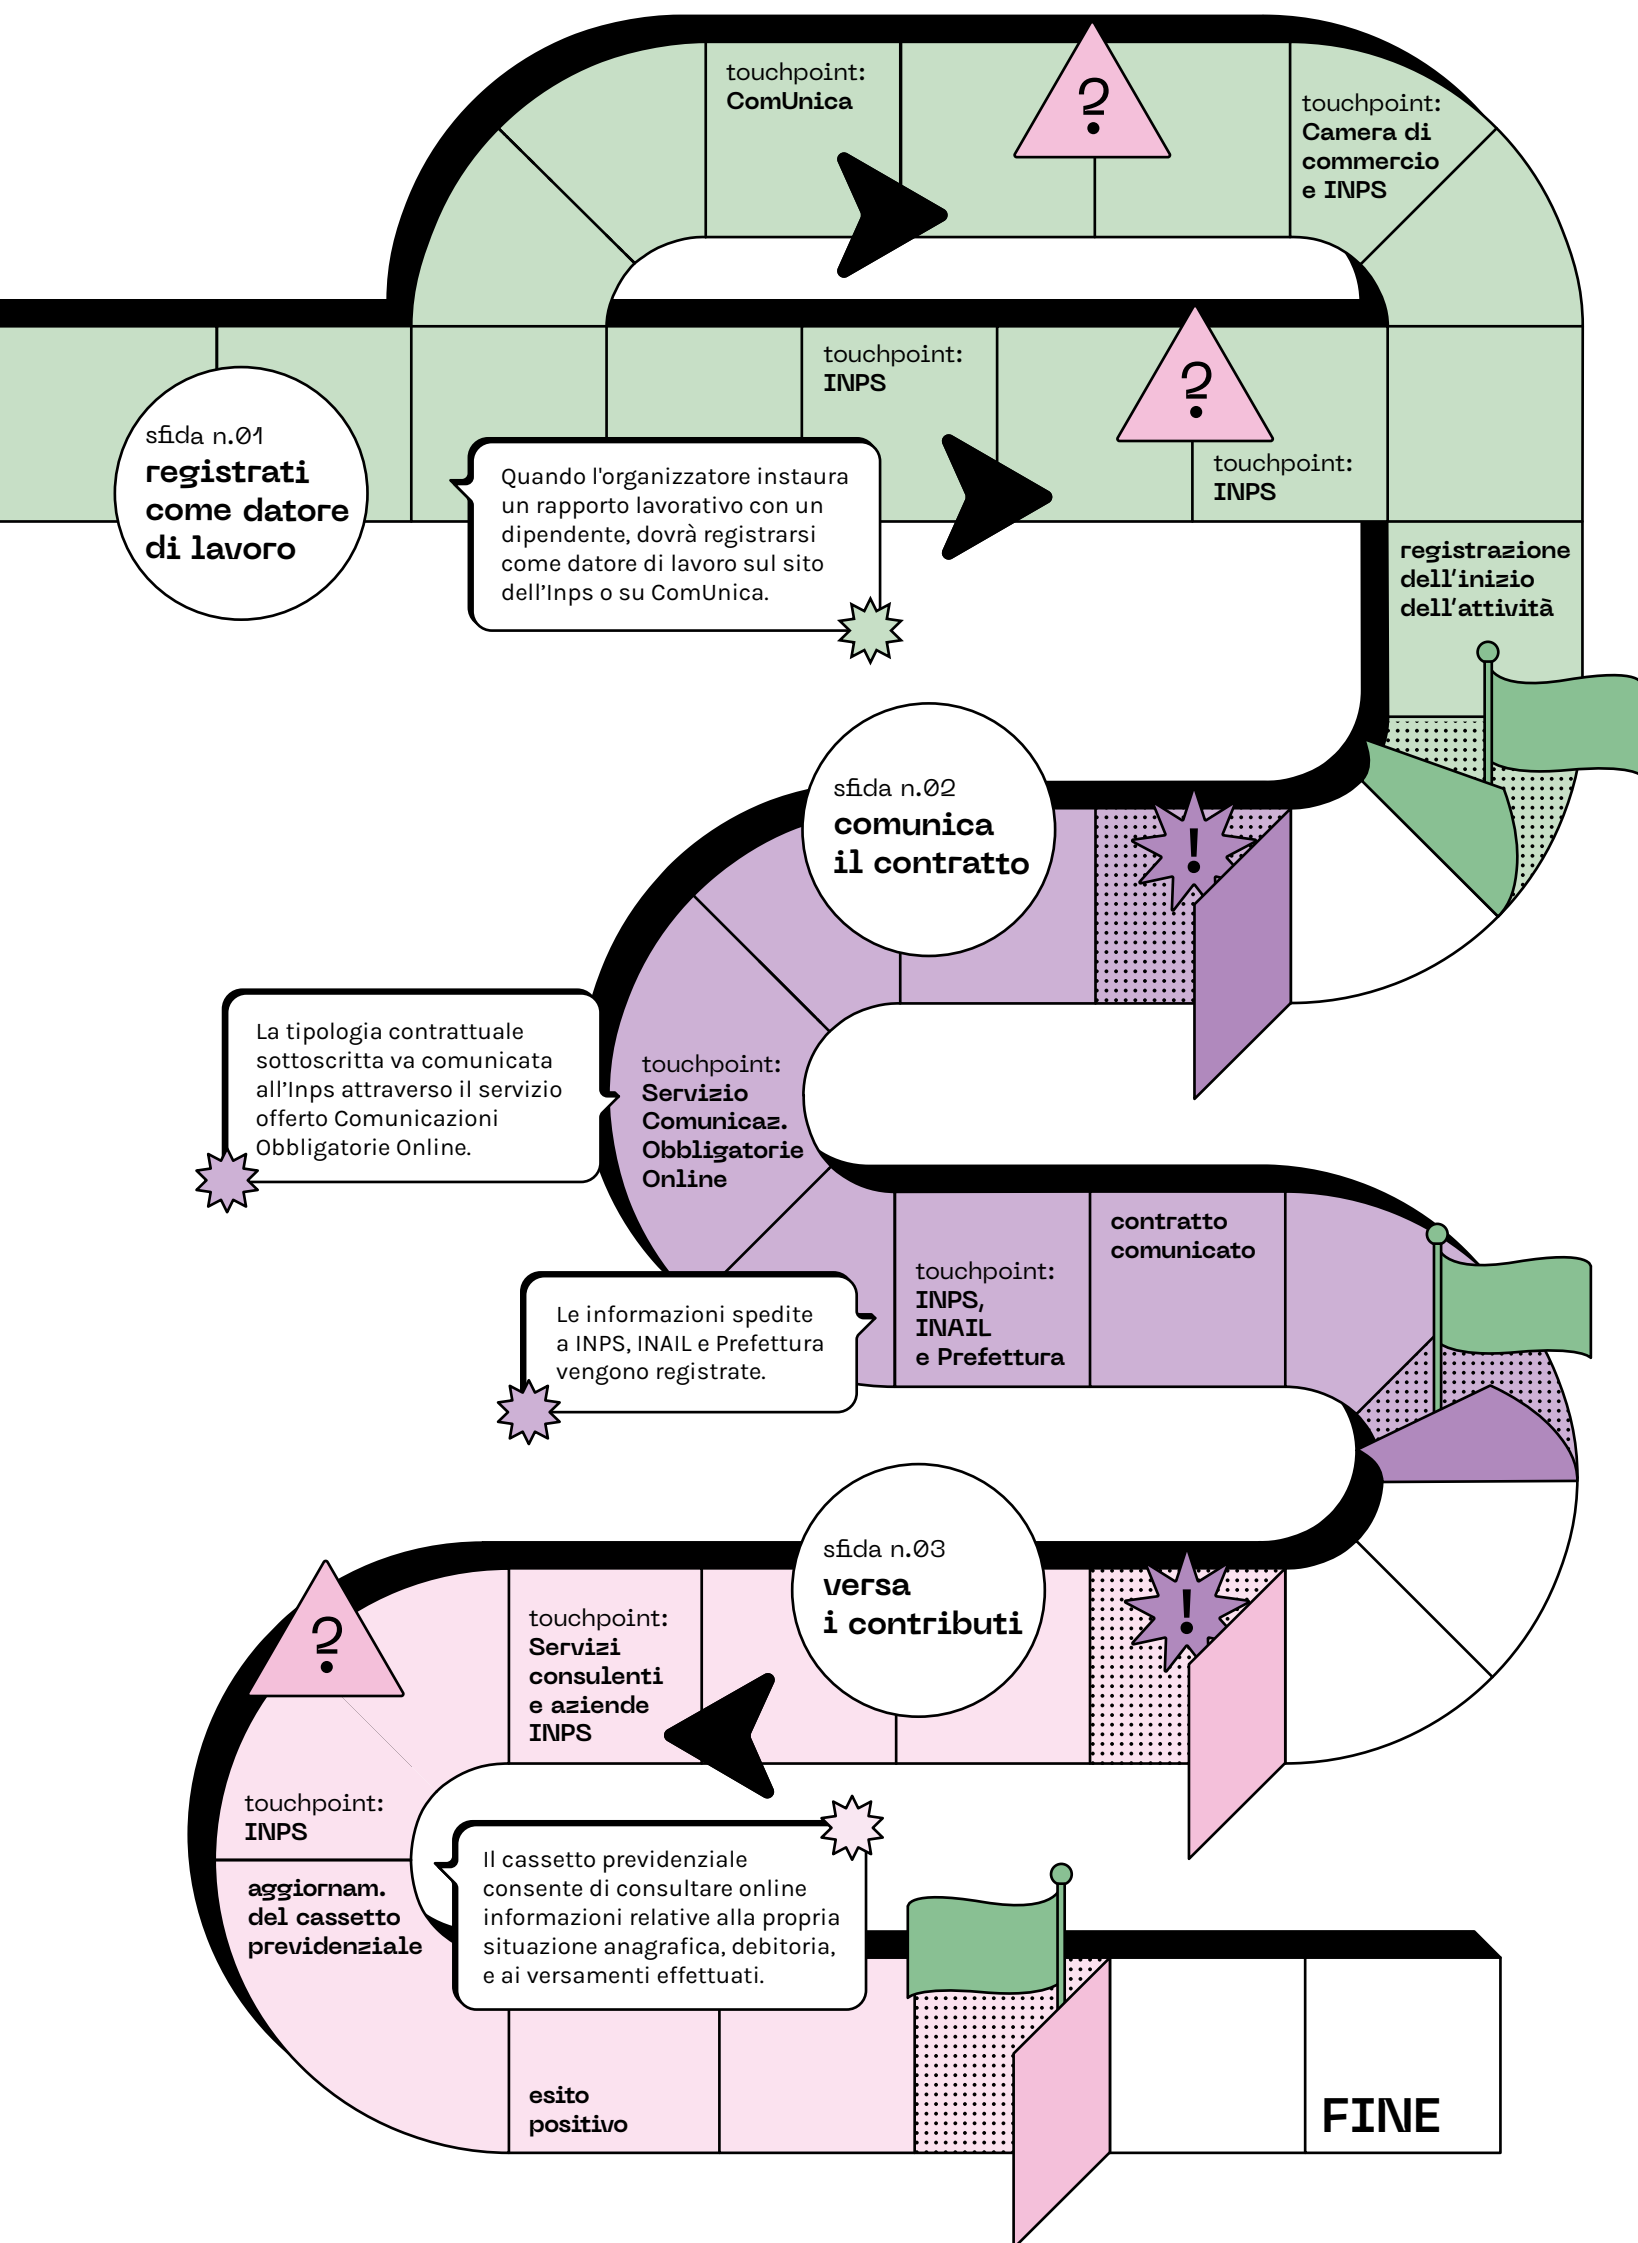 touchpoint:
ComUnica
?
touchpoint:
Camera di
commercio
e INPS
sfida n.01
registrati
come datore
di lavoro
touchpoint:
INPS
?
touchpoint:
INPS
Quando l'organizzatore instaura
un rapporto lavorativo con un
dipendente, dovrà registrarsi
come datore di lavoro sul sito
dell’Inps o su ComUnica.
registrazione
dell’inizio
dell’attività
sfida n.02
comunica
il contratto
!
La tipologia contrattuale
sottoscritta va comunicata
all’Inps attraverso il servizio
offerto Comunicazioni
Obbligatorie Online.
touchpoint:
Servizio
Comunicaz.
Obbligatorie
Online
Le informazioni spedite
a INPS, INAIL e Prefettura
vengono registrate.
touchpoint:
INPS,
INAIL
e Prefettura
contratto
comunicato
sfida n.03
versa
i contributi
!
touchpoint:
Servizi
consulenti
e aziende
INPS
?
touchpoint:
INPS
aggiornam.
del cassetto
previdenziale
Il cassetto previdenziale
consente di consultare online
informazioni relative alla propria
situazione anagrafica, debitoria,
e ai versamenti effettuati.
esito
positivo
FINE